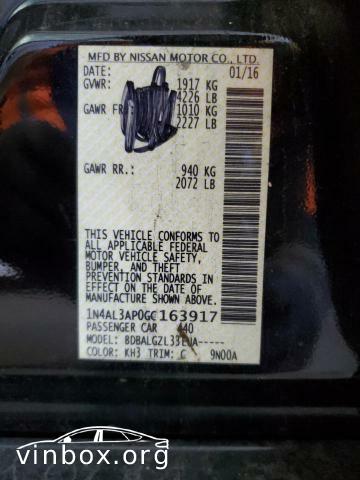 MFD BY NISSAN MOTOR CO., LTD.
DATE: 01/16
GVWR: 1917 KG
4226 LB
GAWR FR 1010 KG
2227 LB
GAWR RR.: 940 KG
2072 LB
THIS VEHICLE CONFORMS TO
ALL APPLICABLE FEDERAL
MOTOR VEHICLE SAFETY,
BUMPER, AND THEFT
PREVENTION STANDARDS IN
EFFECT ON THE DATE OF
MANUFACTURE SHOWN ABOVE.
1N4AL3AP0GC163917
PASSENGER CAR
MODEL: BDBALGZL33EUA-
COLOR: KH3 TRIM: G 9N00A
vinbox.org